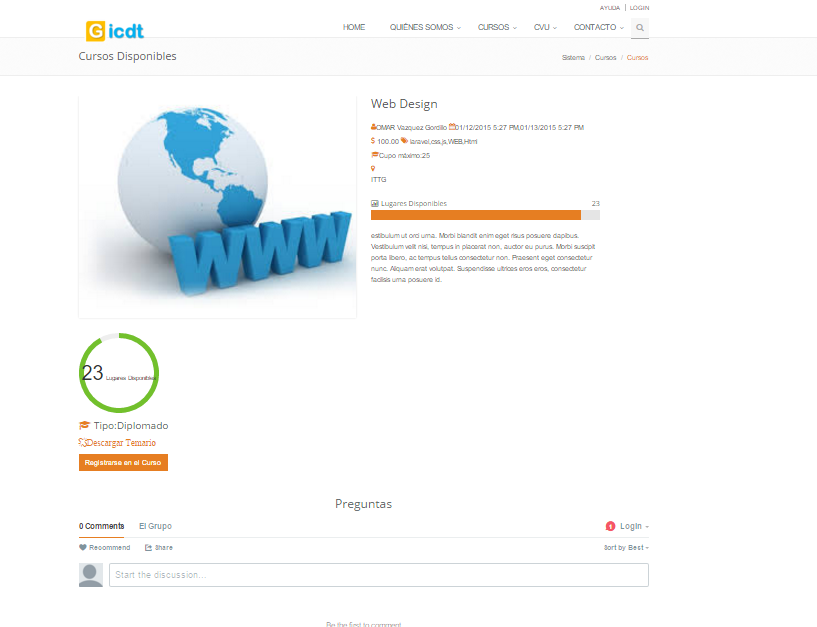 AYUDA | LOGIN
Gicdt
HOME QUIÉNES SOMOS CURSOS CVU CONTACTO
Cursos Disponibles
Sistema / Cursos / Cursos
WWW
Web Design
OMAR Vazquez Gordillo 01/12/2015 5:27 PM,01/13/2015 5:27 PM
$ 100.00 laravel,css,js,WEB,Html
Cupo máximo:25
ITTG
Lugares Disponibles 23
estibulum ut orci urna. Morbi blandit enim eget risus posuere dapibus.
Vestibulum velit nisi, tempus in placerat non, auctor eu purus. Morbi suscipit
porta libero, ac tempus tellus consectetur non. Praesent eget consectetur
nunc. Aliquam erat volutpat. Suspendisse ultrices eros eros, consectetur
facilisis urna posuere id.
23 Lugares Disponibles
Tipo:Diplomado
Descargar Temario
Registrarse en el Curso
Preguntas
0 Comments El Grupo 1 Login
Recommend Share Sort by Best
Start the discussion...
Be the first to comment.